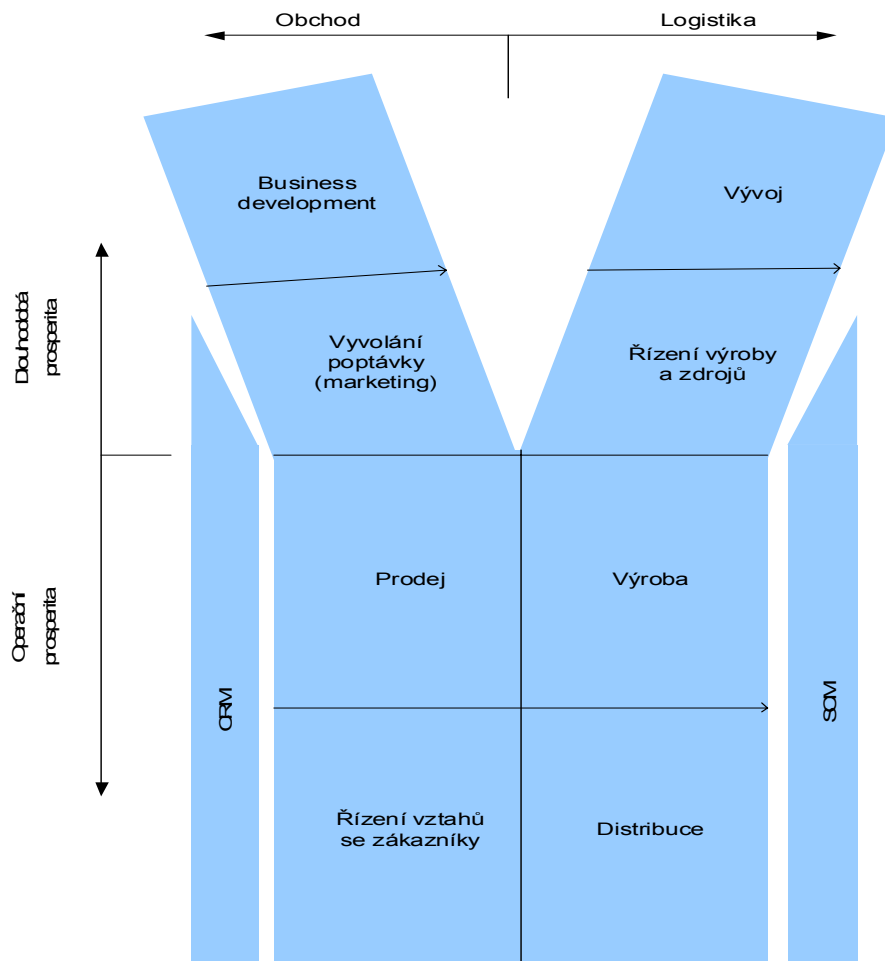 Obchod
Logistika
Business
development
Vývoj
Dlouhodobá
prosperita
Vyvolání
poptávky
(marketing)
Řízení výroby
a zdrojů
Operační
prosperita
Prodej
Výroba
CRM
SCM
Řízení vztahů
se zákazníky
Distribuce